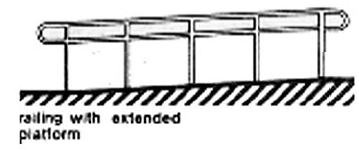 railing with extended
platform